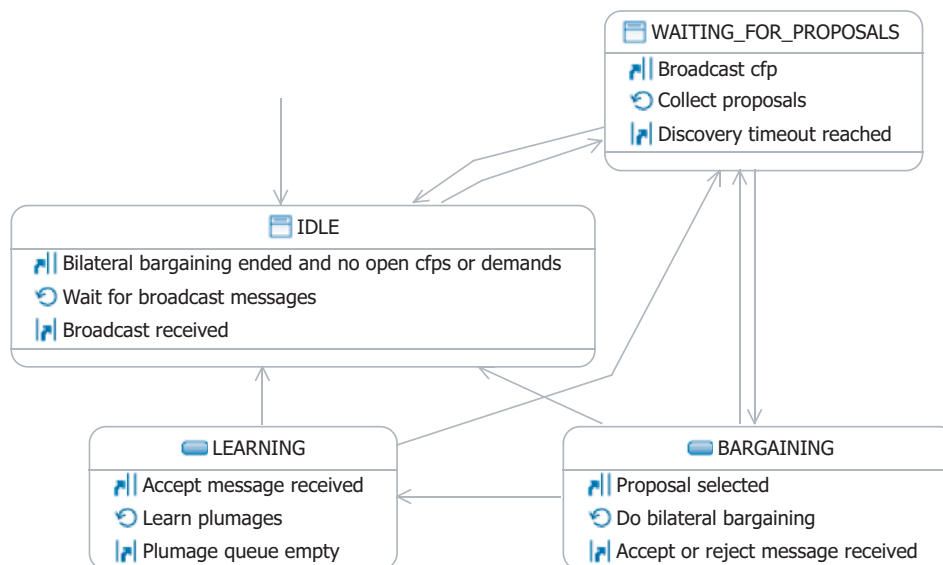 WAITING_FOR_PROPOSALS
Broadcast cfp
Collect proposals
Discovery timeout reached
IDLE
Bilateral bargaining ended and no open cfps or demands
Wait for broadcast messages
Broadcast received
LEARNING
Accept message received
Learn plumages
Plumage queue empty
BARGAINING
Proposal selected
Do bilateral bargaining
Accept or reject message received